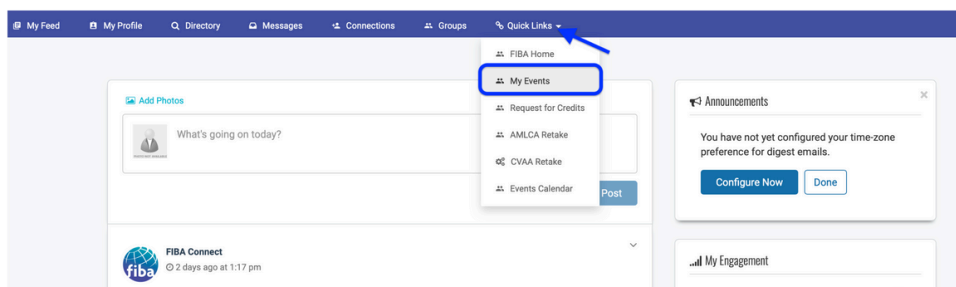 My Feed My Profile Directory Messages Connections Groups Quick Links
FIBA Home
My Events
Request for Credits
AMLCA Retake
CVAA Retake
Events Calendar
Add Photos
What's going on today?
Post
FIBA Connect
2 days ago at 1:17 pm
fiba
Announcements
You have not yet configured your time-zone
preference for digest emails.
Configure Now Done
My Engagement